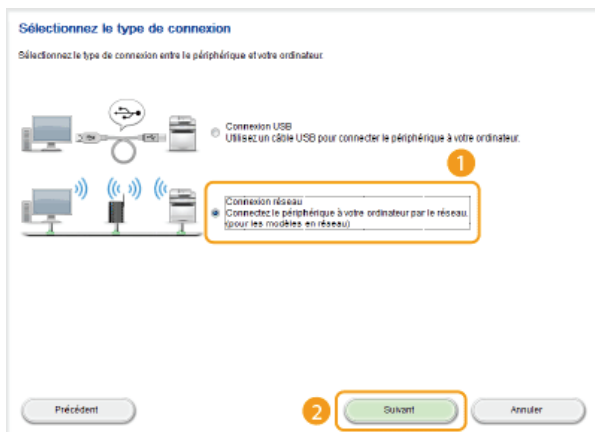 Sélectionnez le type de connexion
Sélectionnez le type de connexion entre le périphérique et votre ordinateur.
Connexion USB
Utilisez un câble USB pour connecter le périphérique à votre ordinateur.
1
Connexion réseau
Connectez le périphérique à votre ordinateur par le réseau.
(pour les modèles en réseau)
Précédent
2
Suivant
Annuler